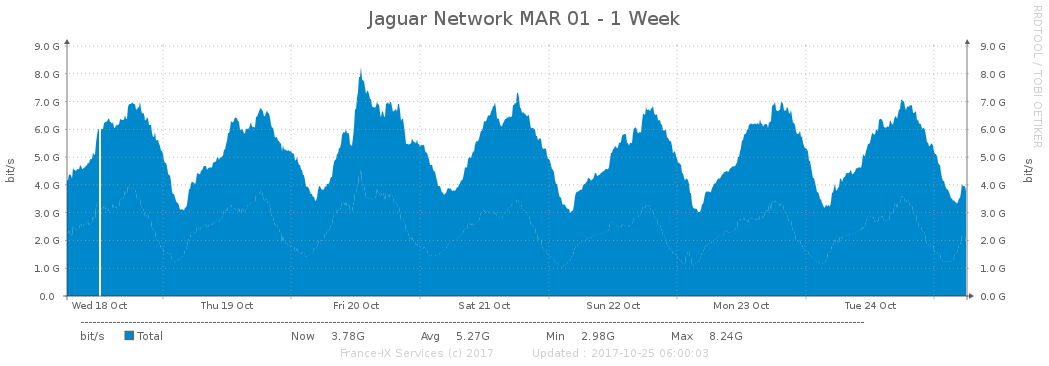 Jaguar Network MAR 01 - 1 Week
RRDTOOL / TOBI OETIKER
9.0 G 9.0 G
8.0 G 8.0 G
7.0 G 7.0 G
6.0 G 6.0 G
5.0 G 5.0 G
4.0 G 4.0 G
3.0 G 3.0 G
2.0 G 2.0 G
1.0 G 1.0 G
0.0 0.0 G
bit/s bit/s
Wed 18 Oct Thu 19 Oct Fri 20 Oct Sat 21 Oct Sun 22 Oct Mon 23 Oct Tue 24 Oct
bit/s Total Now 3.78G Avg 5.27G Min 2.98G Max 8.24G
France-IX Services (c) 2017 Updated : 2017-10-25 06:00:03